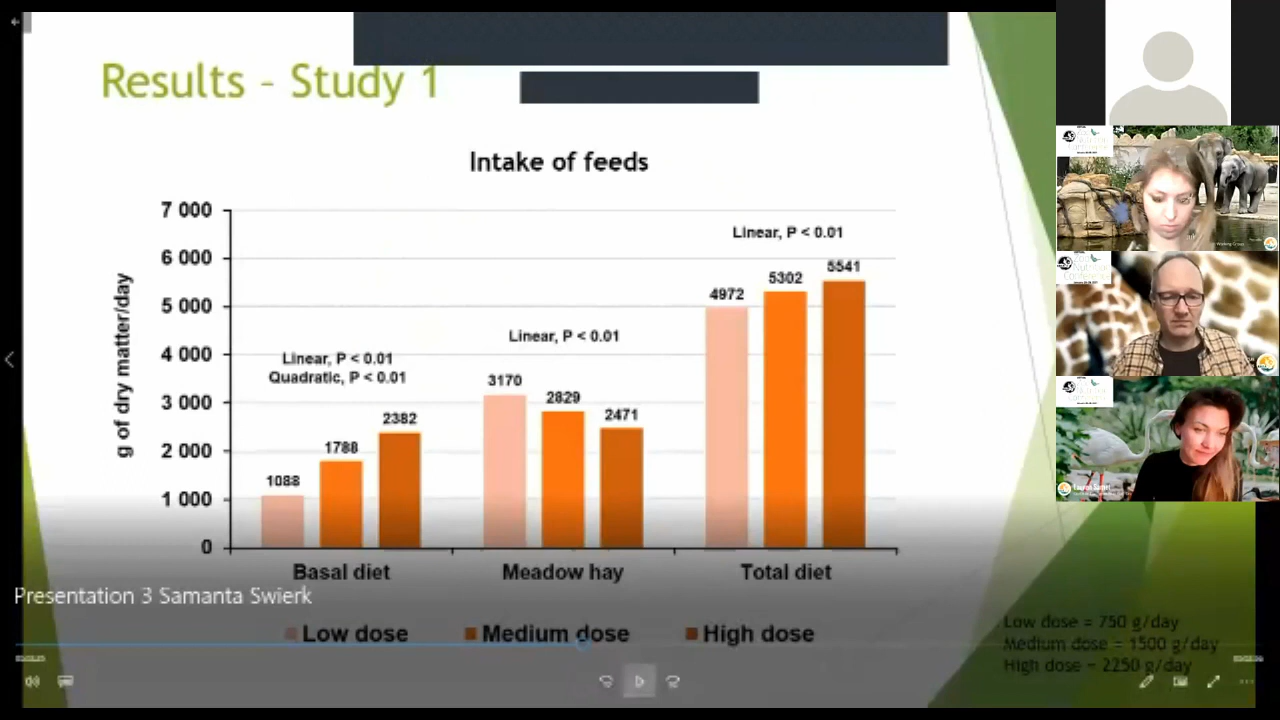 Results - Study 1
Intake of feeds
g of dry matter/day
7 000
6 000
5 000
4 000
3 000
2 000
1 000
0
Linear, P < 0.01
Quadratic, P < 0.01
1088
1788
2382
Linear, P < 0.01
3170
2829
2471
Linear, P < 0.01
4972
5302
5541
Basal diet
Meadow hay
Total diet
Presentation 3 Samanta Swierk
Low dose
Medium dose
High dose
Low dose = 750 g/day
Medium dose = 1500 g/day
High dose = 2250 g/day
Zoo
Nutrition
Conference